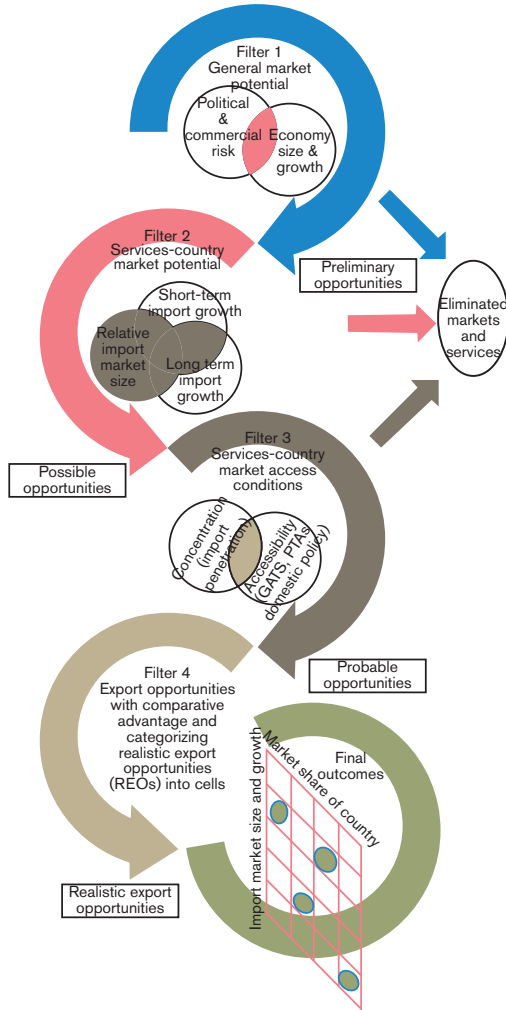 Filter 1
General market
potential
Political
&
commercial
risk
Economy
size &
growth
Preliminary
opportunities
Eliminated
markets
and
services
Filter 2
Services-country
market potential
Short-term
import growth
Relative
import
market
size
Long term
import
growth
Possible
opportunities
Filter 3
Services-country
market access
conditions
Concentration
(import
penetration)
Accessibility
(GATS, PTAs
domestic policy)
Probable
opportunities
Filter 4
Export opportunities
with comparative
advantage and
categorizing
realistic export
opportunities
(REOs) into cells
Realistic export
opportunities
Final
outcomes
Market share of country
Import market size and growth